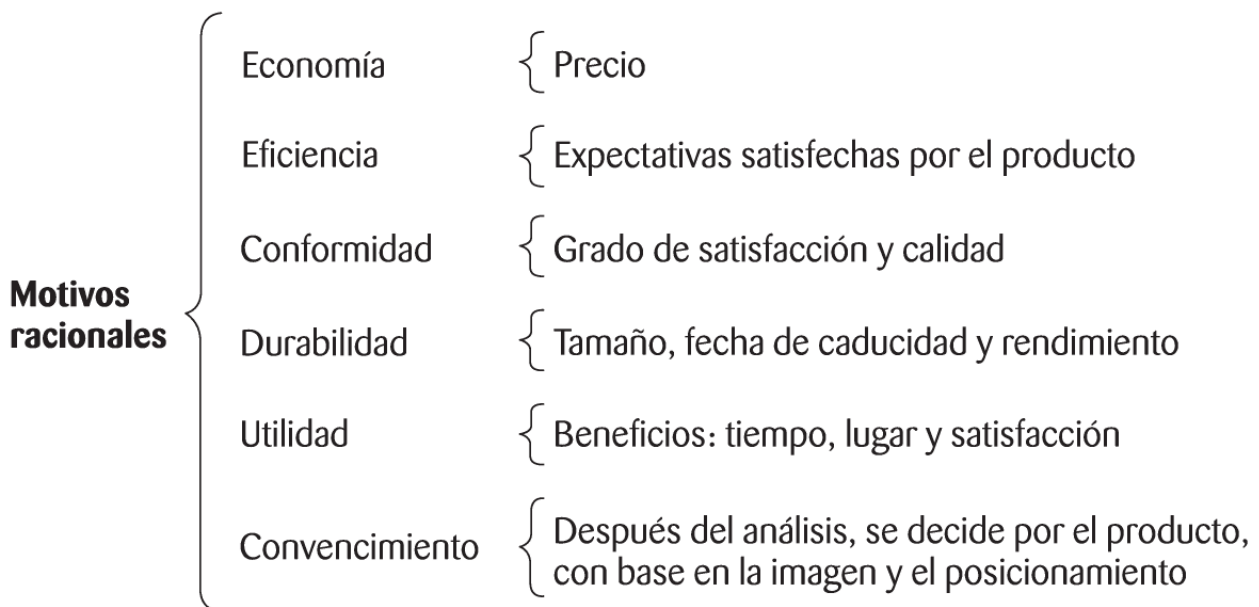 Economía
Precio
Eficiencia
Expectativas satisfechas por el producto
Conformidad
Grado de satisfacción y calidad
Motivos
racionales
Durabilidad
Tamaño, fecha de caducidad y rendimiento
Utilidad
Beneficios: tiempo, lugar y satisfacción
Convencimiento
Después del análisis, se decide por el producto,
con base en la imagen y el posicionamiento